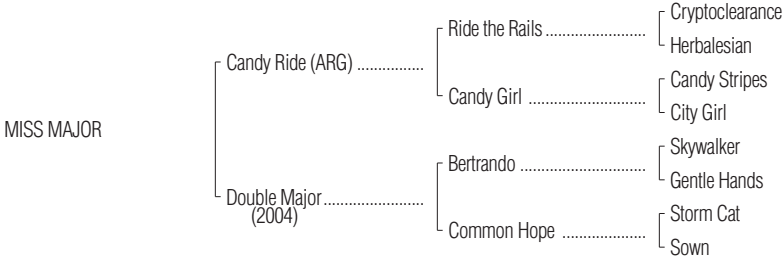 Cryptoclearance
Ride the Rails ........................
Herbalesian
Candy Ride (ARG) ................
Candy Stripes
Candy Girl ............................
City Girl
MISS MAJOR
Skywalker
Bertrando ..............................
Gentle Hands
Double Major........................
(2004)
Storm Cat
Common Hope ....................
Sown